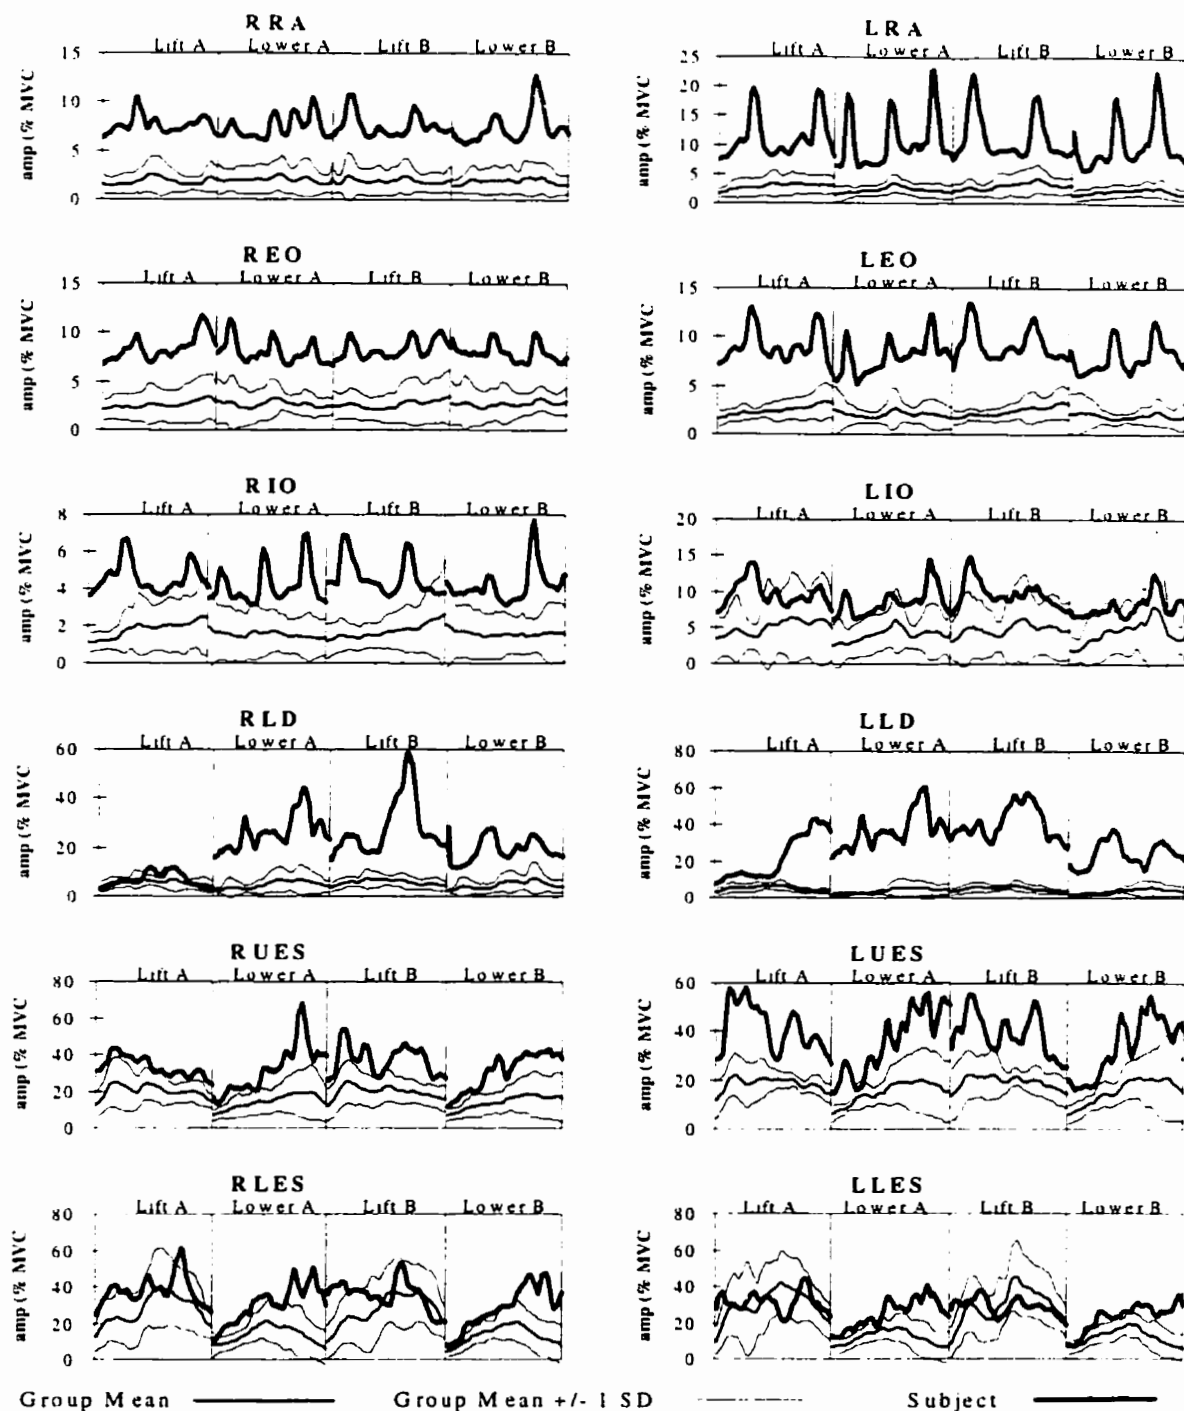 RRA
Lift A Lower A Lift B Lower B
15
10
5
0
amp (% MVC
LRA
Lift A Lower A Lift B Lower B
25
20
15
10
5
0
amp (% MVC
REO
Lift A Lower A Lift B Lower B
15
10
5
0
amp (% MVC
LEO
Lift A Lower A Lift B Lower B
15
10
5
0
amp (% MVC
RIO
Lift A Lower A Lift B Lower B
8
6
4
2
0
amp (% MVC
LIO
Lift A Lower A Lift B Lower B
20
15
10
5
0
amp (% MVC
RLD
Lift A Lower A Lift B Lower B
60
40
20
0
amp (% MVC
LLD
Lift A Lower A Lift B Lower B
80
60
40
20
0
amp (% MVC
RUES
Lift A Lower A Lift B Lower B
80
60
40
20
0
amp (% MVC
LUES
Lift A Lower A Lift B Lower B
60
40
20
0
amp (% MVC
RLES
Lift A Lower A Lift B Lower B
80
60
40
20
0
amp (% MVC
LLES
Lift A Lower A Lift B Lower B
80
60
40
20
0
amp (% MVC
Group Mean Group Mean +/- 1 SD Subject